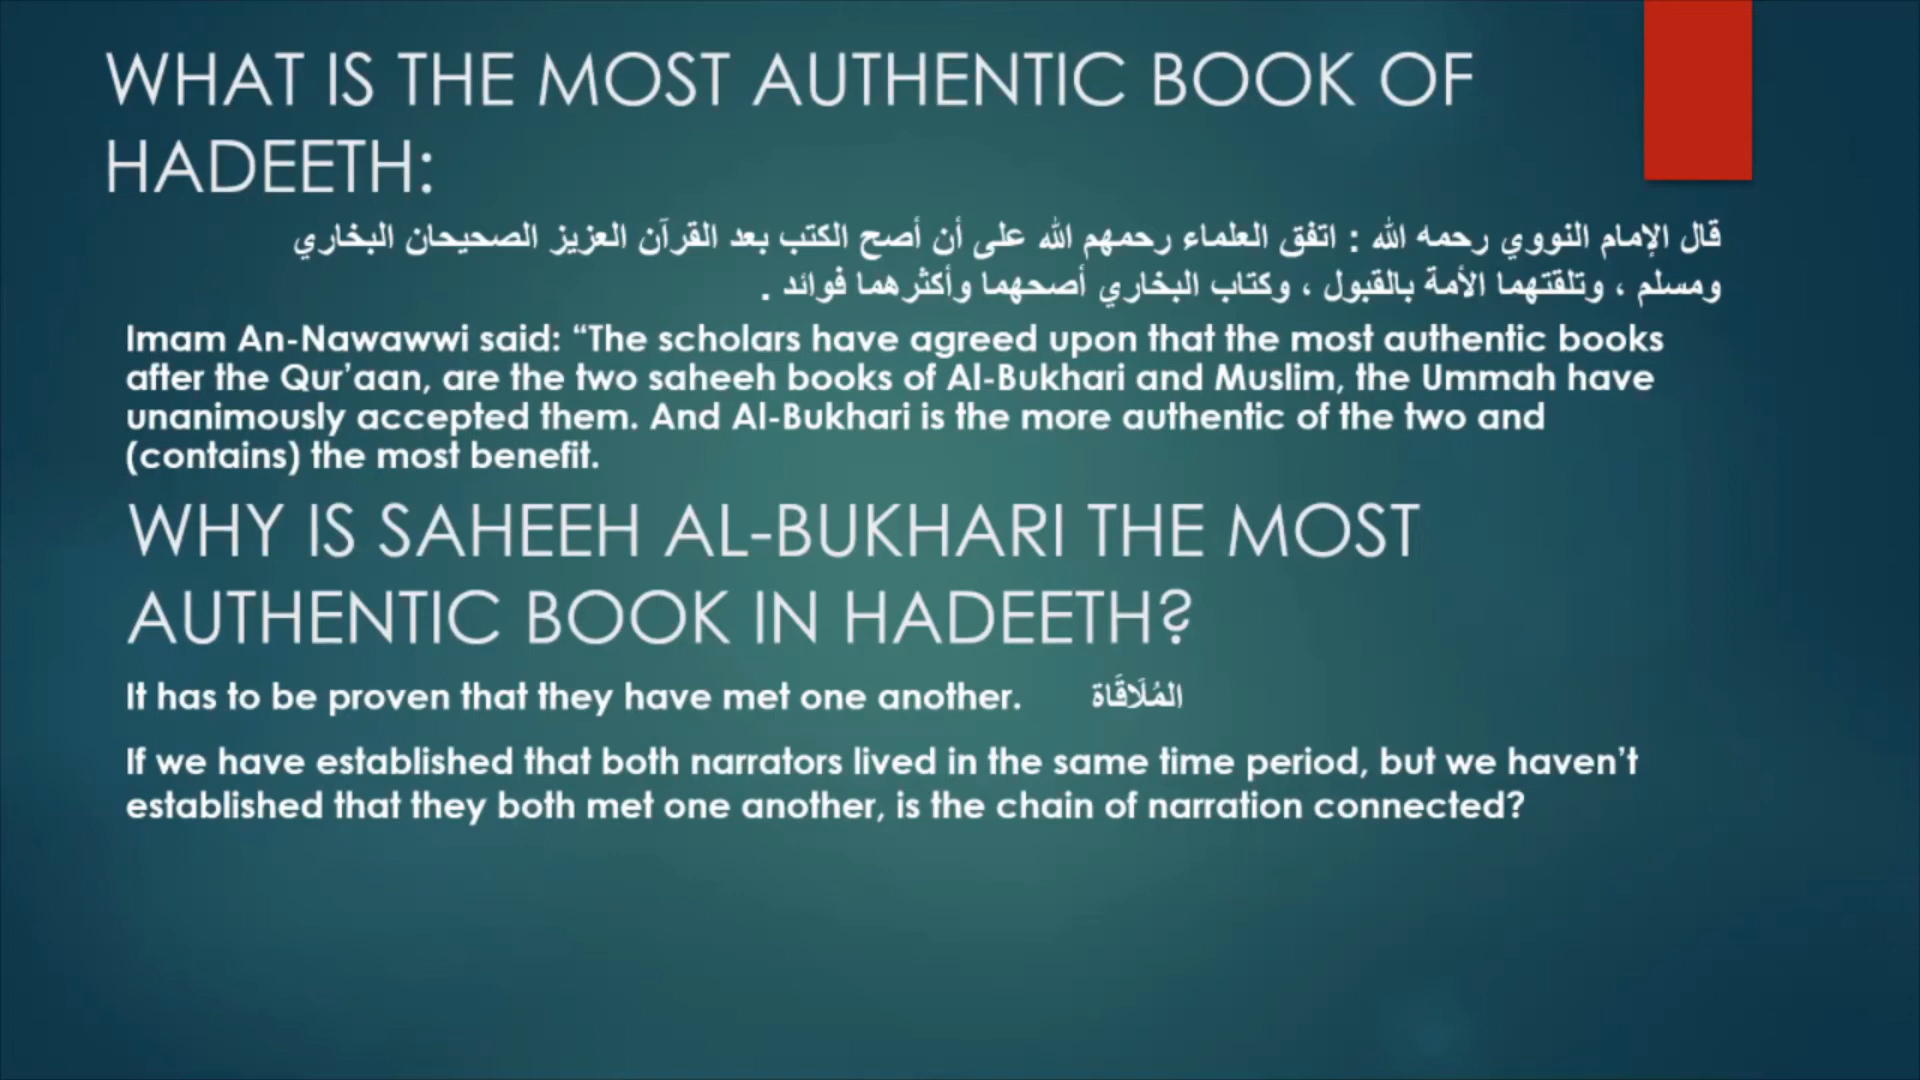 WHAT IS THE MOST AUTHENTIC BOOK OF
HADEETH:
قال الإمام النووي رحمه الله : اتفق العلماء رحمهم الله على أن أصح الكتب بعد القرآن العزيز الصحيحان البخاري
ومسلم ، وتلقتهما الأمة بالقبول ، وكتاب البخاري أصحهما وأكثرهما فوائد .
Imam An-Nawawwi said: “The scholars have agreed upon that the most authentic books
after the Qur’aan, are the two saheeh books of Al-Bukhari and Muslim, the Ummah have
unanimously accepted them. And Al-Bukhari is the more authentic of the two and
(contains) the most benefit.
WHY IS SAHEEH AL-BUKHARI THE MOST
AUTHENTIC BOOK IN HADEETH?
It has to be proven that they have met one another. المُلَاقَاة
If we have established that both narrators lived in the same time period, but we haven’t
established that they both met one another, is the chain of narration connected?